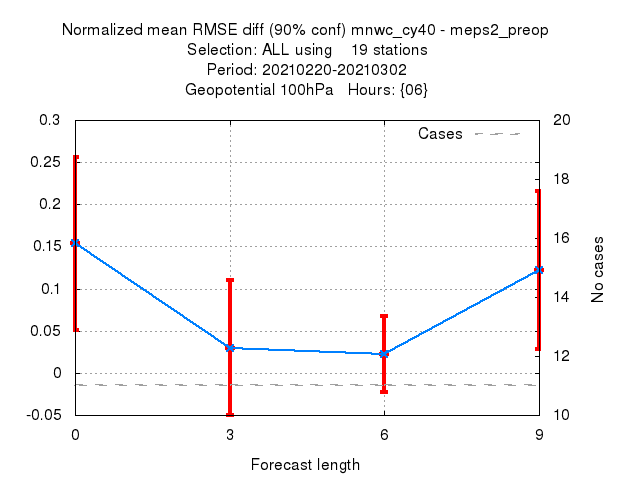 Normalized mean RMSE diff (90% conf) mnwc_cy40 - meps2_preop
Selection: ALL using    19 stations
Period: 20210220-20210302
Geopotential 100hPa   Hours: {06}
Cases
0.3
0.25
0.2
0.15
0.1
0.05
0
-0.05
20
18
16
14
12
10
No cases
0 3 6 9
Forecast length